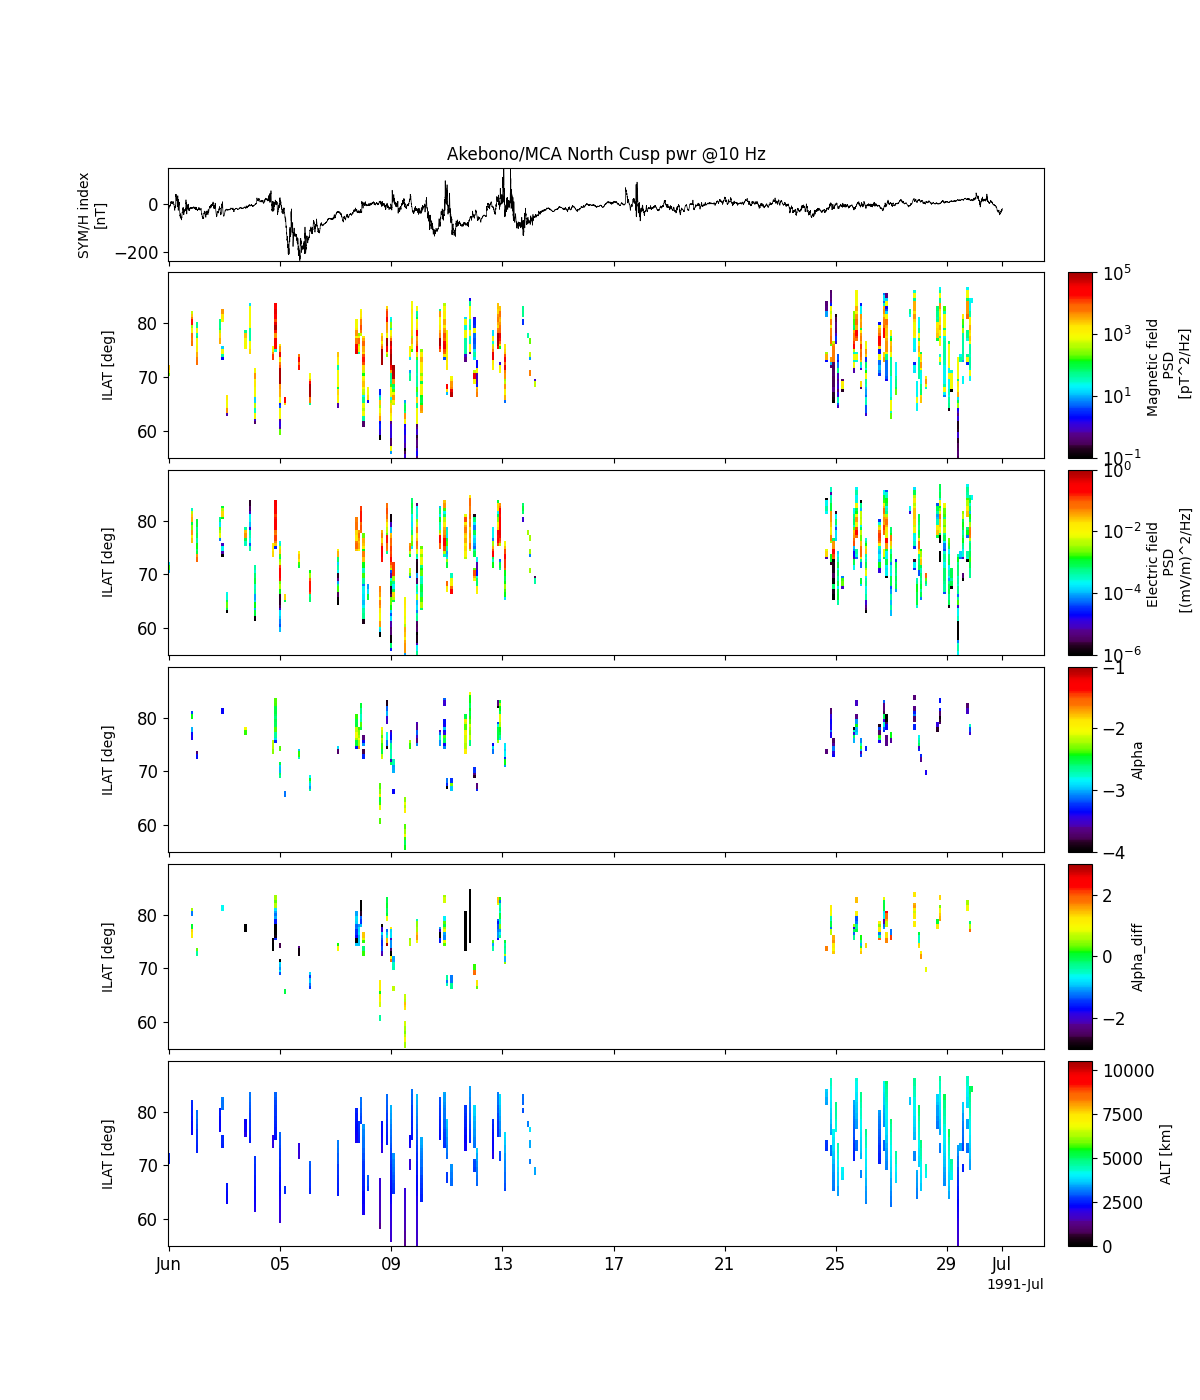 Akebono/MCA North Cusp pwr @10 Hz
SYM/H index
[nT]
0
−200
ILAT [deg]
80
70
60
10^5
10^3
10^1
10^−1
Magnetic field
PSD
[pT^2/Hz]
ILAT [deg]
80
70
60
10^0
10^−2
10^−4
10^−6
Electric field
PSD
[(mV/m)^2/Hz]
ILAT [deg]
80
70
60
−1
−2
−3
−4
Alpha
ILAT [deg]
80
70
60
2
0
−2
Alpha_diff
ILAT [deg]
80
70
60
10000
7500
5000
2500
0
ALT [km]
Jun 05 09 13 17 21 25 29 Jul
1991-Jul